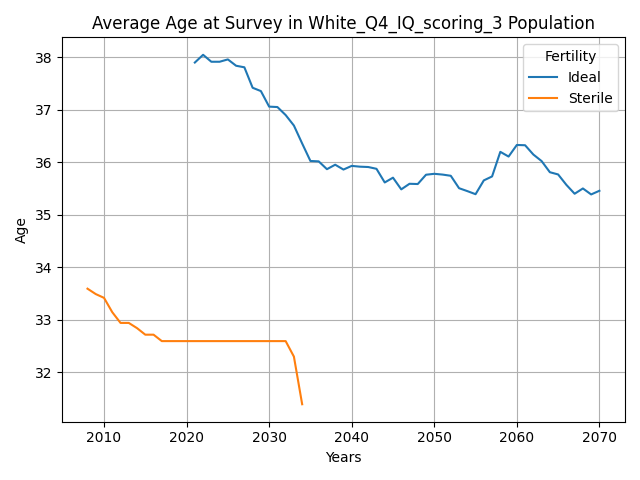 Average Age at Survey in White_Q4_IQ_scoring_3 Population
Fertility
Ideal
Sterile
38
37
36
35
34
33
32
Age
2010
2020
2030
2040
2050
2060
2070
Years